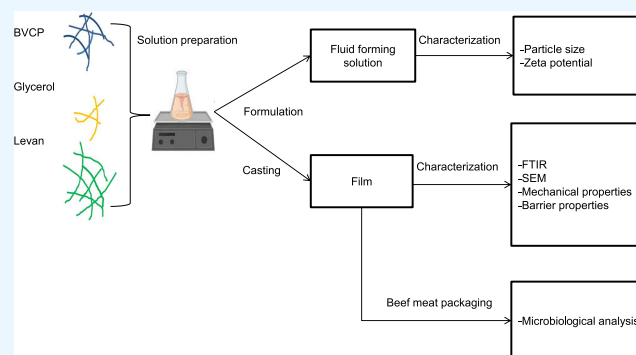 BVCP
Glycerol
Levan
Solution preparation
Formulation
Casting
Fluid forming
solution
Characterization
-Particle size
-Zeta potential
Film
Characterization
-FTIR
-SEM
-Mechanical properties
-Barrier properties
Beef meat packaging
-Microbiological analysis